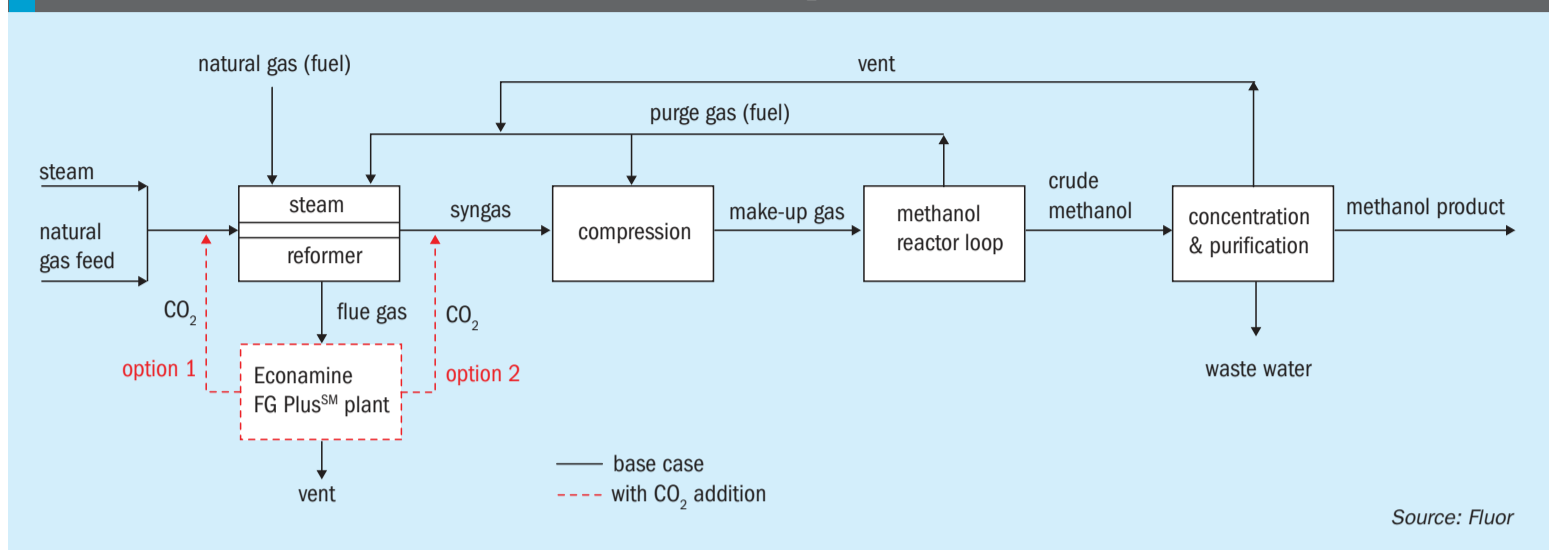 natural gas (fuel)
vent
purge gas (fuel)
steam
natural
gas feed
steam
reformer
syngas
compression
make-up gas
methanol
reactor loop
crude
methanol
concentration
& purification
methanol product
CO₂
option 1
flue gas
CO₂
option 2
Econamine
FG Plus℠ plant
vent
waste water
base case
with CO₂ addition
Source: Fluor